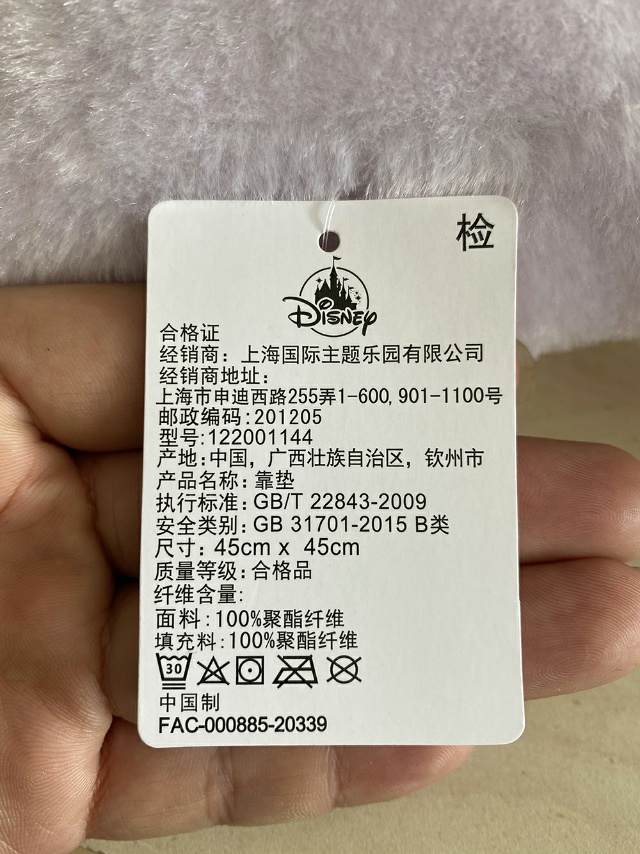 检
Disney
合格证
经销商：上海国际主题乐园有限公司
经销商地址：
上海市申迪西路255弄1-600,901-1100号
邮政编码:201205
型号:122001144
产地:中国，广西壮族自治区，钦州市
产品名称：靠垫
执行标准：GB/T 22843-2009
安全类别：GB 31701-2015 B类
尺寸：45cm x 45cm
质量等级：合格品
纤维含量:
面料：100%聚酯纤维
填充料:100%聚酯纤维
30
中国制
FAC-000885-20339